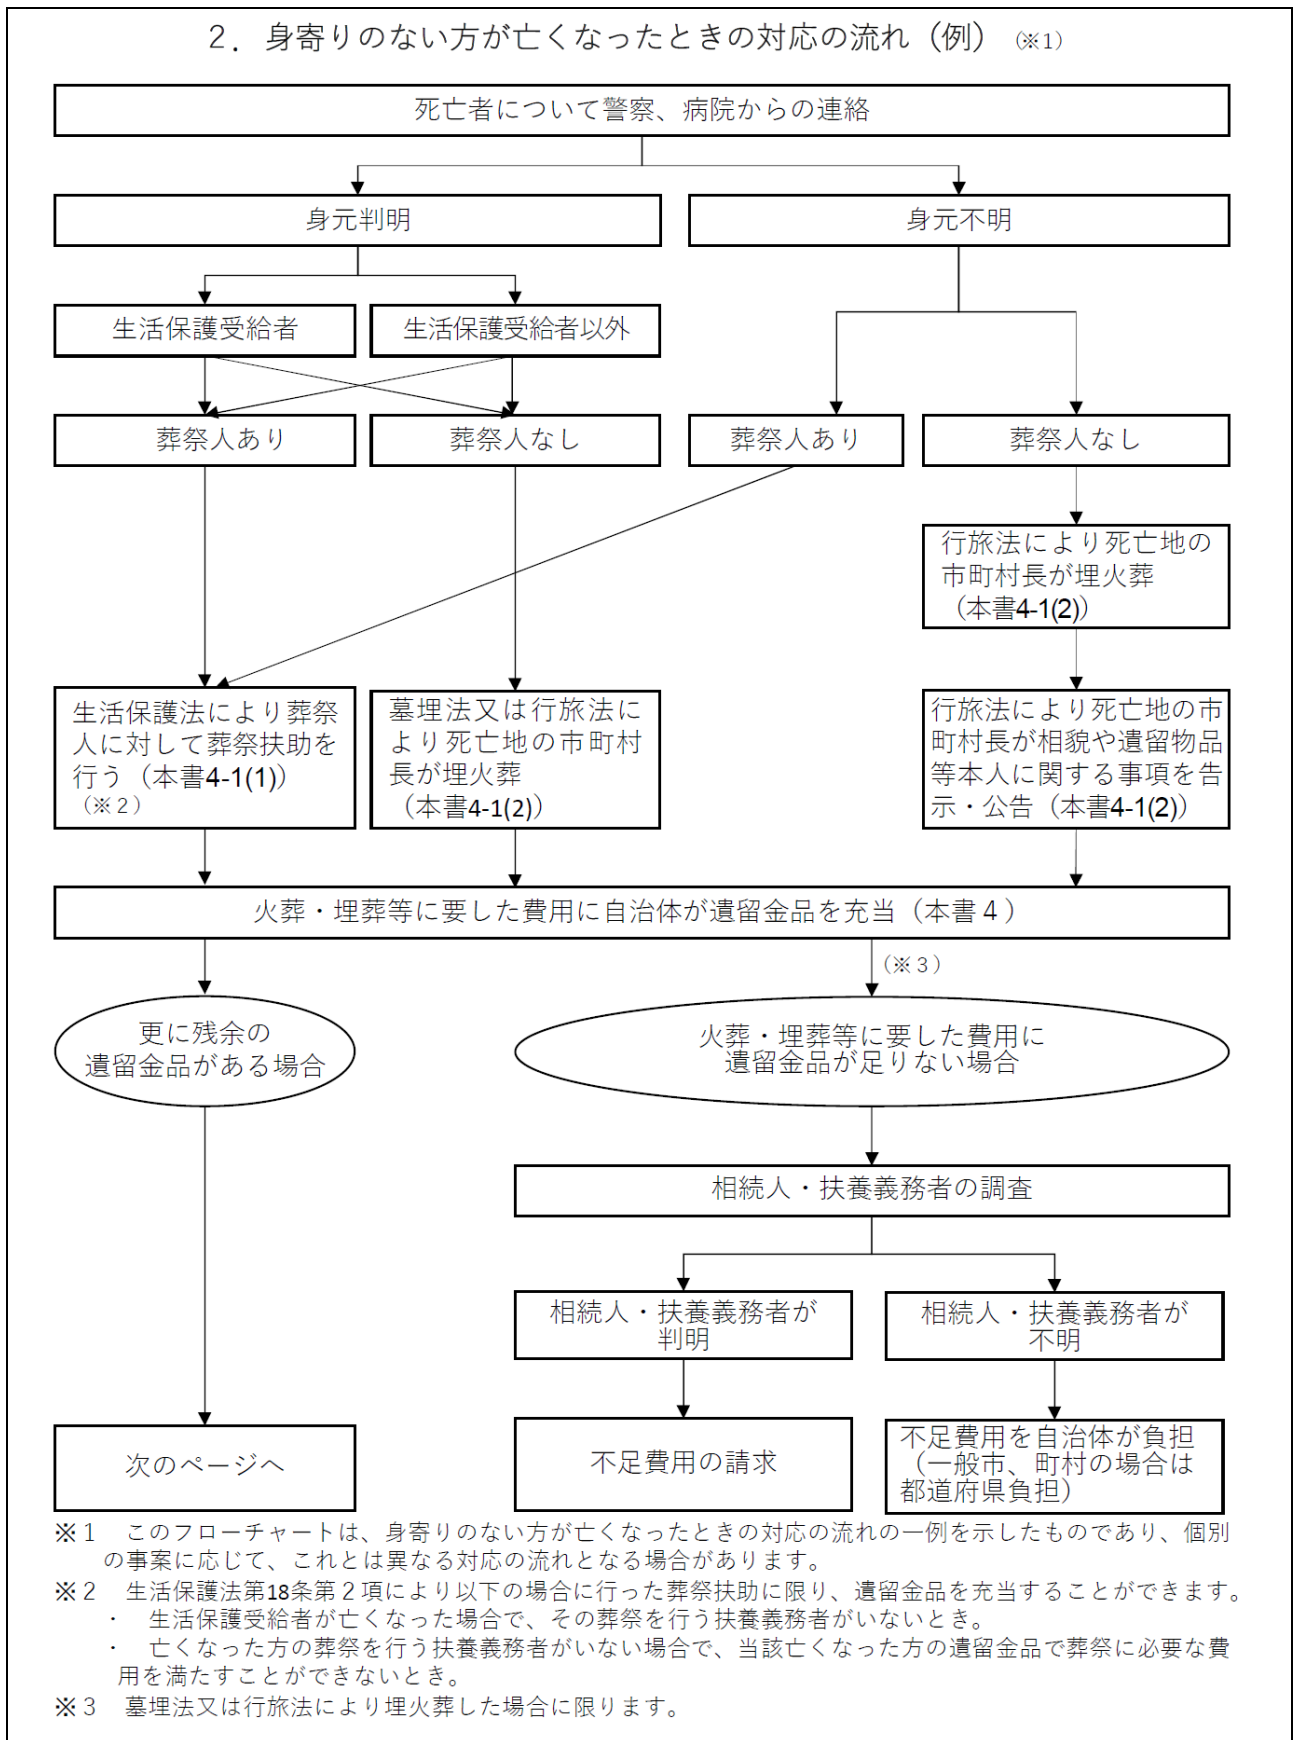 ２． 身寄りのない方が亡くなったときの対応の流れ（例）（※1）
死亡者について警察、病院からの連絡
身元判明
身元不明
生活保護受給者
生活保護受給者以外
葬祭人あり
葬祭人なし
葬祭人あり
葬祭人なし
行旅法により死亡地の
市町村長が埋火葬
（本書4-1(2)）
生活保護法により葬祭
人に対して葬祭扶助を
行う（本書4-1(1)）
（※２）
墓埋法又は行旅法に
より死亡地の市町村
長が埋火葬
（本書4-1(2)）
行旅法により死亡地の市
町村長が相貌や遺留物品
等本人に関する事項を告
示・公告（本書4-1(2)）
火葬・埋葬等に要した費用に自治体が遺留金品を充当（本書４）
（※３）
更に残余の
遺留金品がある場合
火葬・埋葬等に要した費用に
遺留金品が足りない場合
相続人・扶養義務者の調査
相続人・扶養義務者が
判明
相続人・扶養義務者が
不明
次のページへ
不足費用の請求
不足費用を自治体が負担
（一般市、町村の場合は
都道府県負担）
※１　このフローチャートは、身寄りのない方が亡くなったときの対応の流れの一例を示したものであり、個別
の事案に応じて、これとは異なる対応の流れとなる場合があります。
※２　生活保護法第18条第２項により以下の場合に行った葬祭扶助に限り、遺留金品を充当することができます。
・　生活保護受給者が亡くなった場合で、その葬祭を行う扶養義務者がいないとき。
・　亡くなった方の葬祭を行う扶養義務者がいない場合で、当該亡くなった方の遺留金品で葬祭に必要な費
用を満たすことができないとき。
※３　墓埋法又は行旅法により埋火葬した場合に限ります。